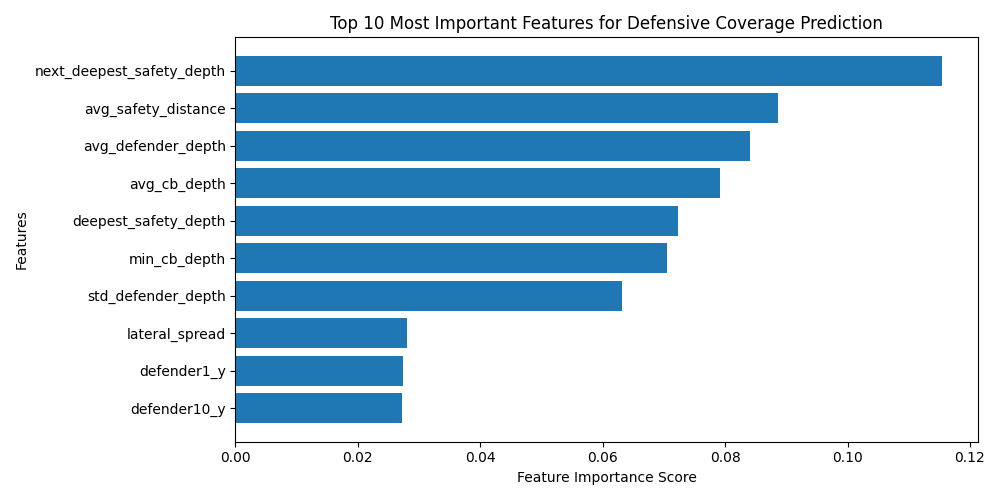 Top 10 Most Important Features for Defensive Coverage Prediction
Features
next_deepest_safety_depth
avg_safety_distance
avg_defender_depth
avg_cb_depth
deepest_safety_depth
min_cb_depth
std_defender_depth
lateral_spread
defender1_y
defender10_y
0.00 0.02 0.04 0.06 0.08 0.10 0.12
Feature Importance Score